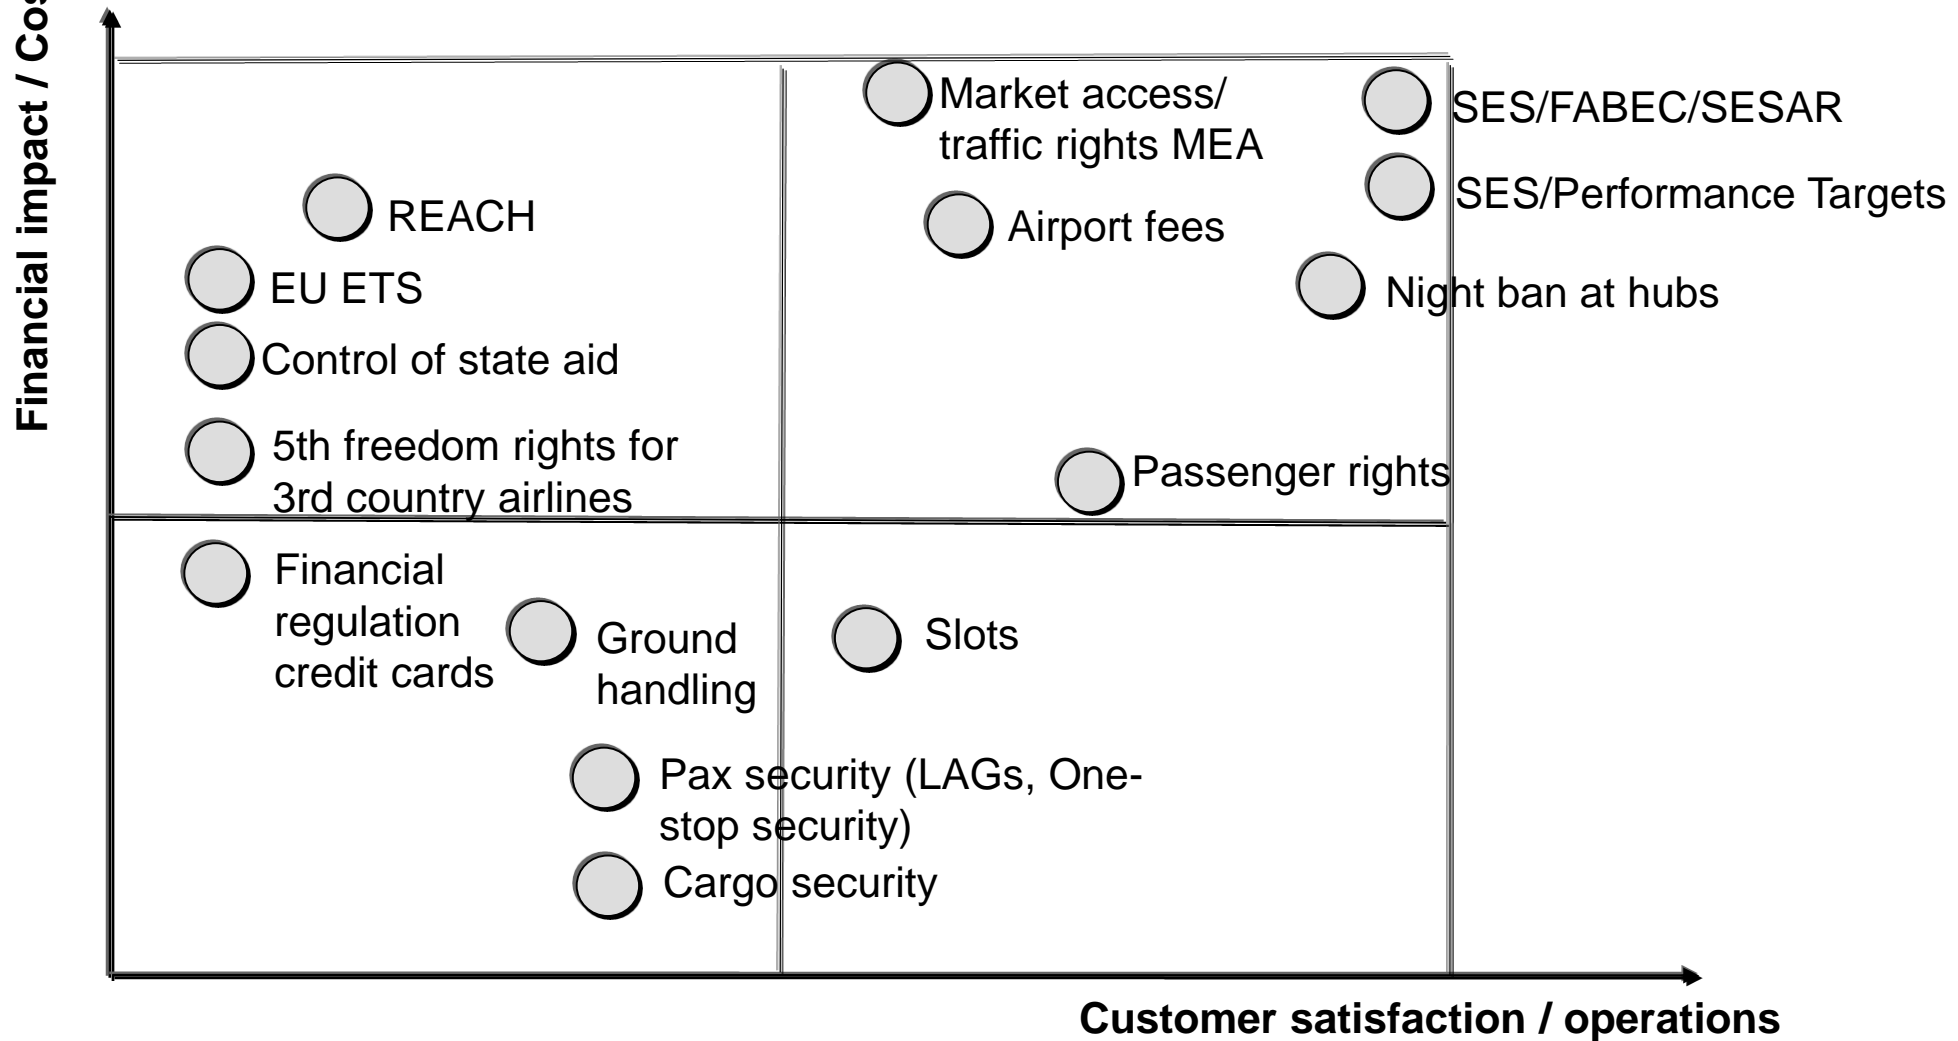 Financial impact /
Market access/
traffic rights MEA
SES/FABEC/SESAR
SES/Performance Targets
REACH
Airport fees
EU ETS
Night ban at hubs
Control of state aid
5th freedom rights for
3rd country airlines
Passenger rights
Financial
regulation
credit cards
Ground
handling
Slots
Pax security (LAGs, One-
stop security)
Cargo security
Customer satisfaction / operations